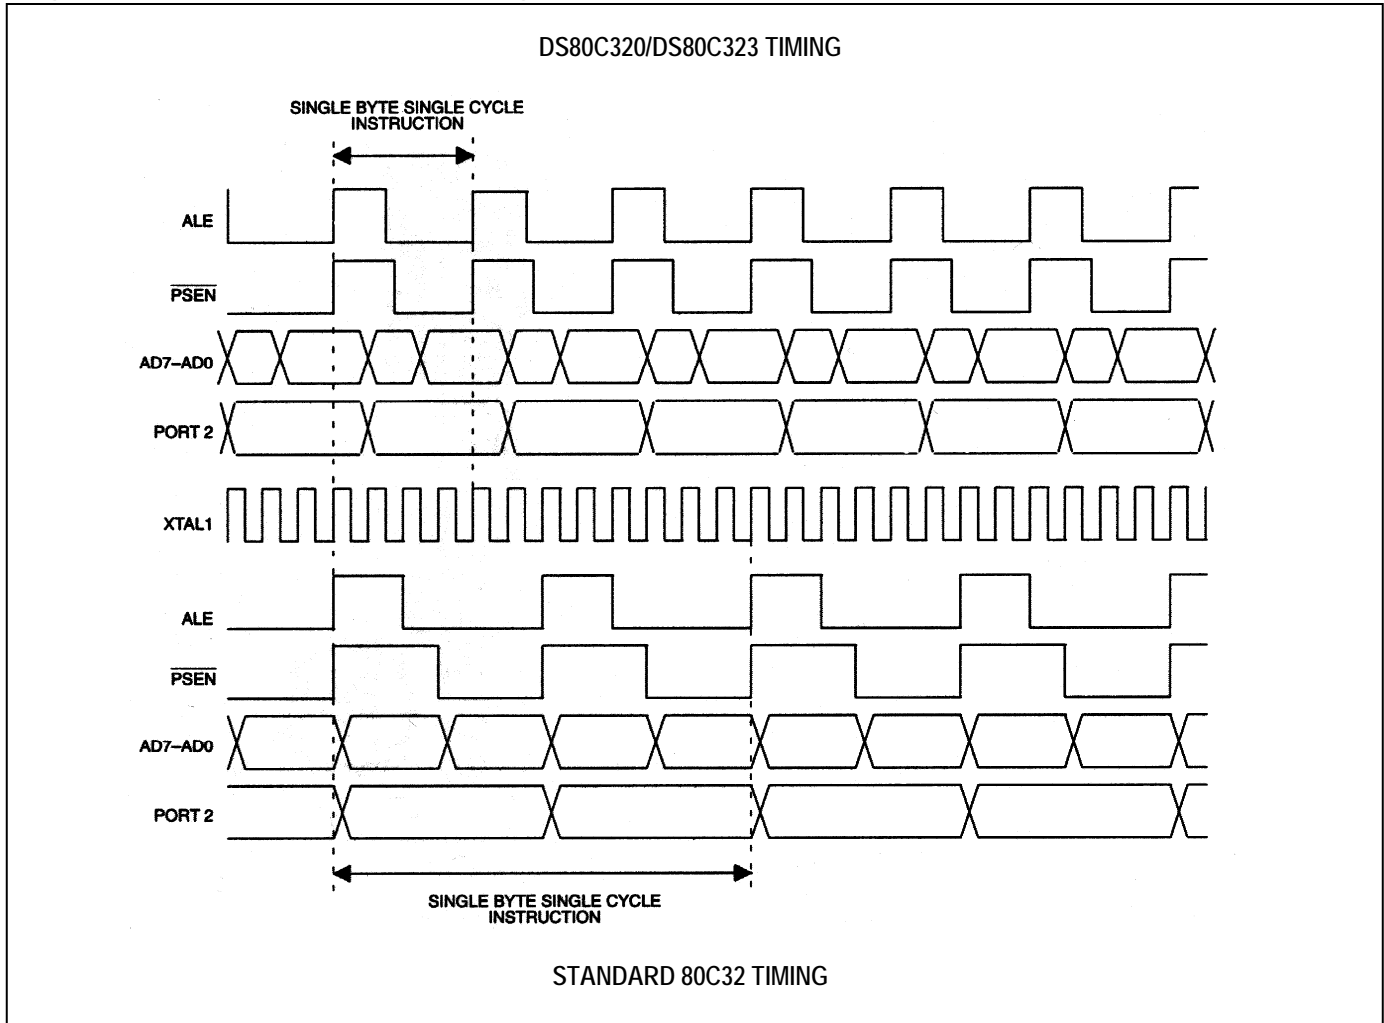 DS80C320/DS80C323 TIMING
SINGLE BYTE SINGLE CYCLE
INSTRUCTION
ALE
PSEN
AD7–AD0
PORT 2
XTAL1
ALE
PSEN
AD7–AD0
PORT 2
SINGLE BYTE SINGLE CYCLE
INSTRUCTION
STANDARD 80C32 TIMING